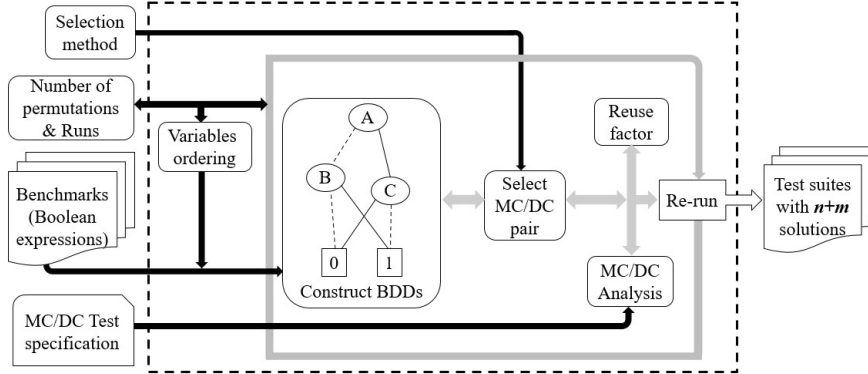 Selection
method
Number of
permutations
& Runs
Variables
ordering
Benchmarks
(Boolean
expressions)
MC/DC Test
specification
A
B
C
0
1
Construct BDDs
Select
MC/DC
pair
Reuse
factor
MC/DC
Analysis
Re-run
Test suites
with n+m
solutions